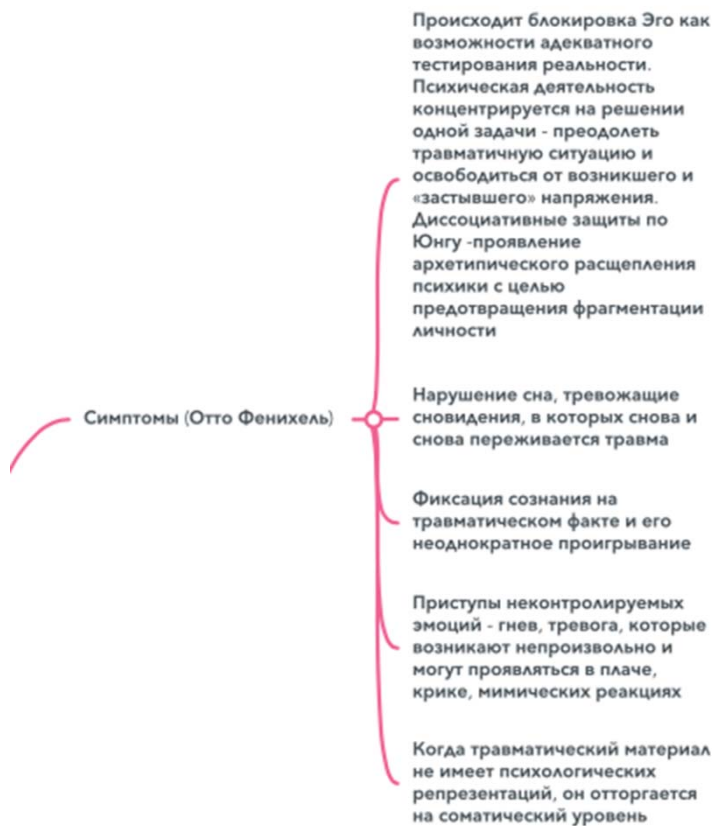 Происходит блокировка Эго как
возможности адекватного
тестирования реальности.
Психическая деятельность
концентрируется на решении
одной задачи - преодолеть
травматичную ситуацию и
освободиться от возникшего и
«застывшего» напряжения.
Диссоциативные защиты по
Юнгу -проявление
архетипического расщепления
психики с целью
предотвращения фрагментации
личности
Симптомы (Отто Фенихель)
Нарушение сна, тревожащие
сновидения, в которых снова и
снова переживается травма
Фиксация сознания на
травматическом факте и его
неоднократное проигрывание
Приступы неконтролируемых
эмоций - гнев, тревога, которые
возникают непроизвольно и
могут проявляться в плаче,
крике, мимических реакциях
Когда травматический материал
не имеет психологических
репрезентаций, он отторгается
на соматический уровень